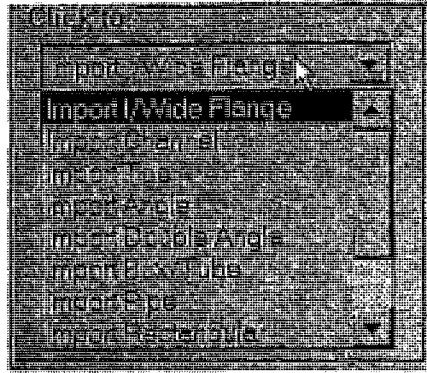 Click to:
Import I/Wide Flange
Import I/Wide Flange
Import Channel
Import Tee
Import Angle
Import Double Angle
Import Box/Tube
Import Pipe
Import Rectangular